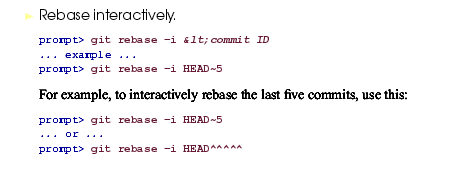 Rebase interactively.
prompt> git rebase -i &lt;commit ID
... example ...
prompt> git rebase -i HEAD~5
For example, to interactively rebase the last five commits, use this:
prompt> git rebase -i HEAD~5
... or ...
prompt> git rebase -i HEAD^^^^^